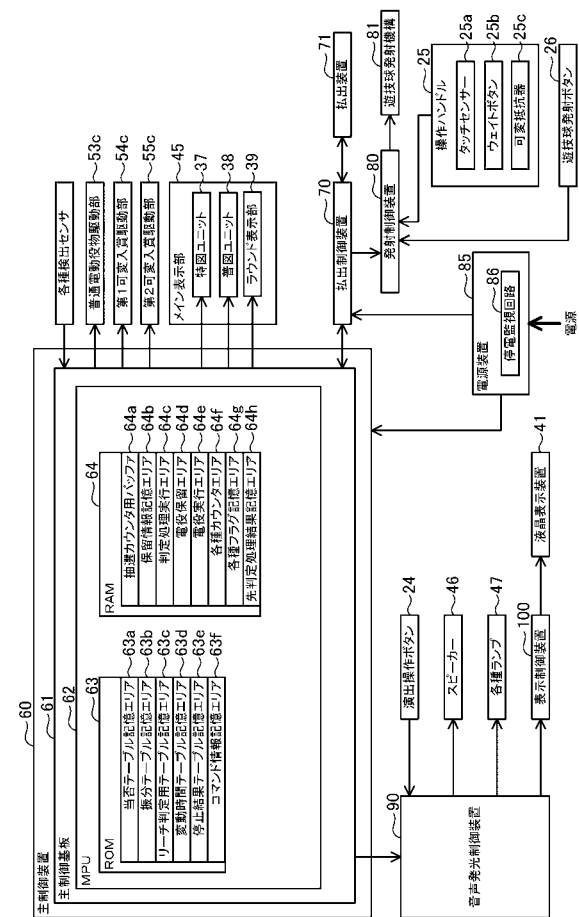 60
主制御装置
61
主制御基板
62
MPU
63
ROM
当否テーブル記憶エリア 63a
振分テーブル記憶エリア 63b
リーチ判定用テーブル記憶エリア 63c
変動時間テーブル記憶エリア 63d
停止結果テーブル記憶エリア 63e
コマンド情報記憶エリア 63f
64
RAM
抽選カウンタ用バッファ 64a
保留情報記憶エリア 64b
判定処理実行エリア 64c
電役保留エリア 64d
電役実行エリア 64e
各種カウンタエリア 64f
各種フラグ記憶エリア 64g
先判定処理結果記憶エリア 64h
各種検出センサ
普通電動役物駆動部 53c
第1可変入賞駆動部 54c
第2可変入賞駆動部 55c
メイン表示部 45
特図ユニット 37
普図ユニット 38
ラウンド表示部 39
払出制御装置 70
払出装置 71
発射制御装置 80
遊技球発射機構 81
操作ハンドル 25
タッチセンサー 25a
ウェイトボタン 25b
可変抵抗器 25c
遊技球発射ボタン 26
電源装置 85
停電監視回路 86
電源
音声発光制御装置 90
演出操作ボタン 24
スピーカー 46
各種ランプ 47
表示制御装置 100
液晶表示装置 41